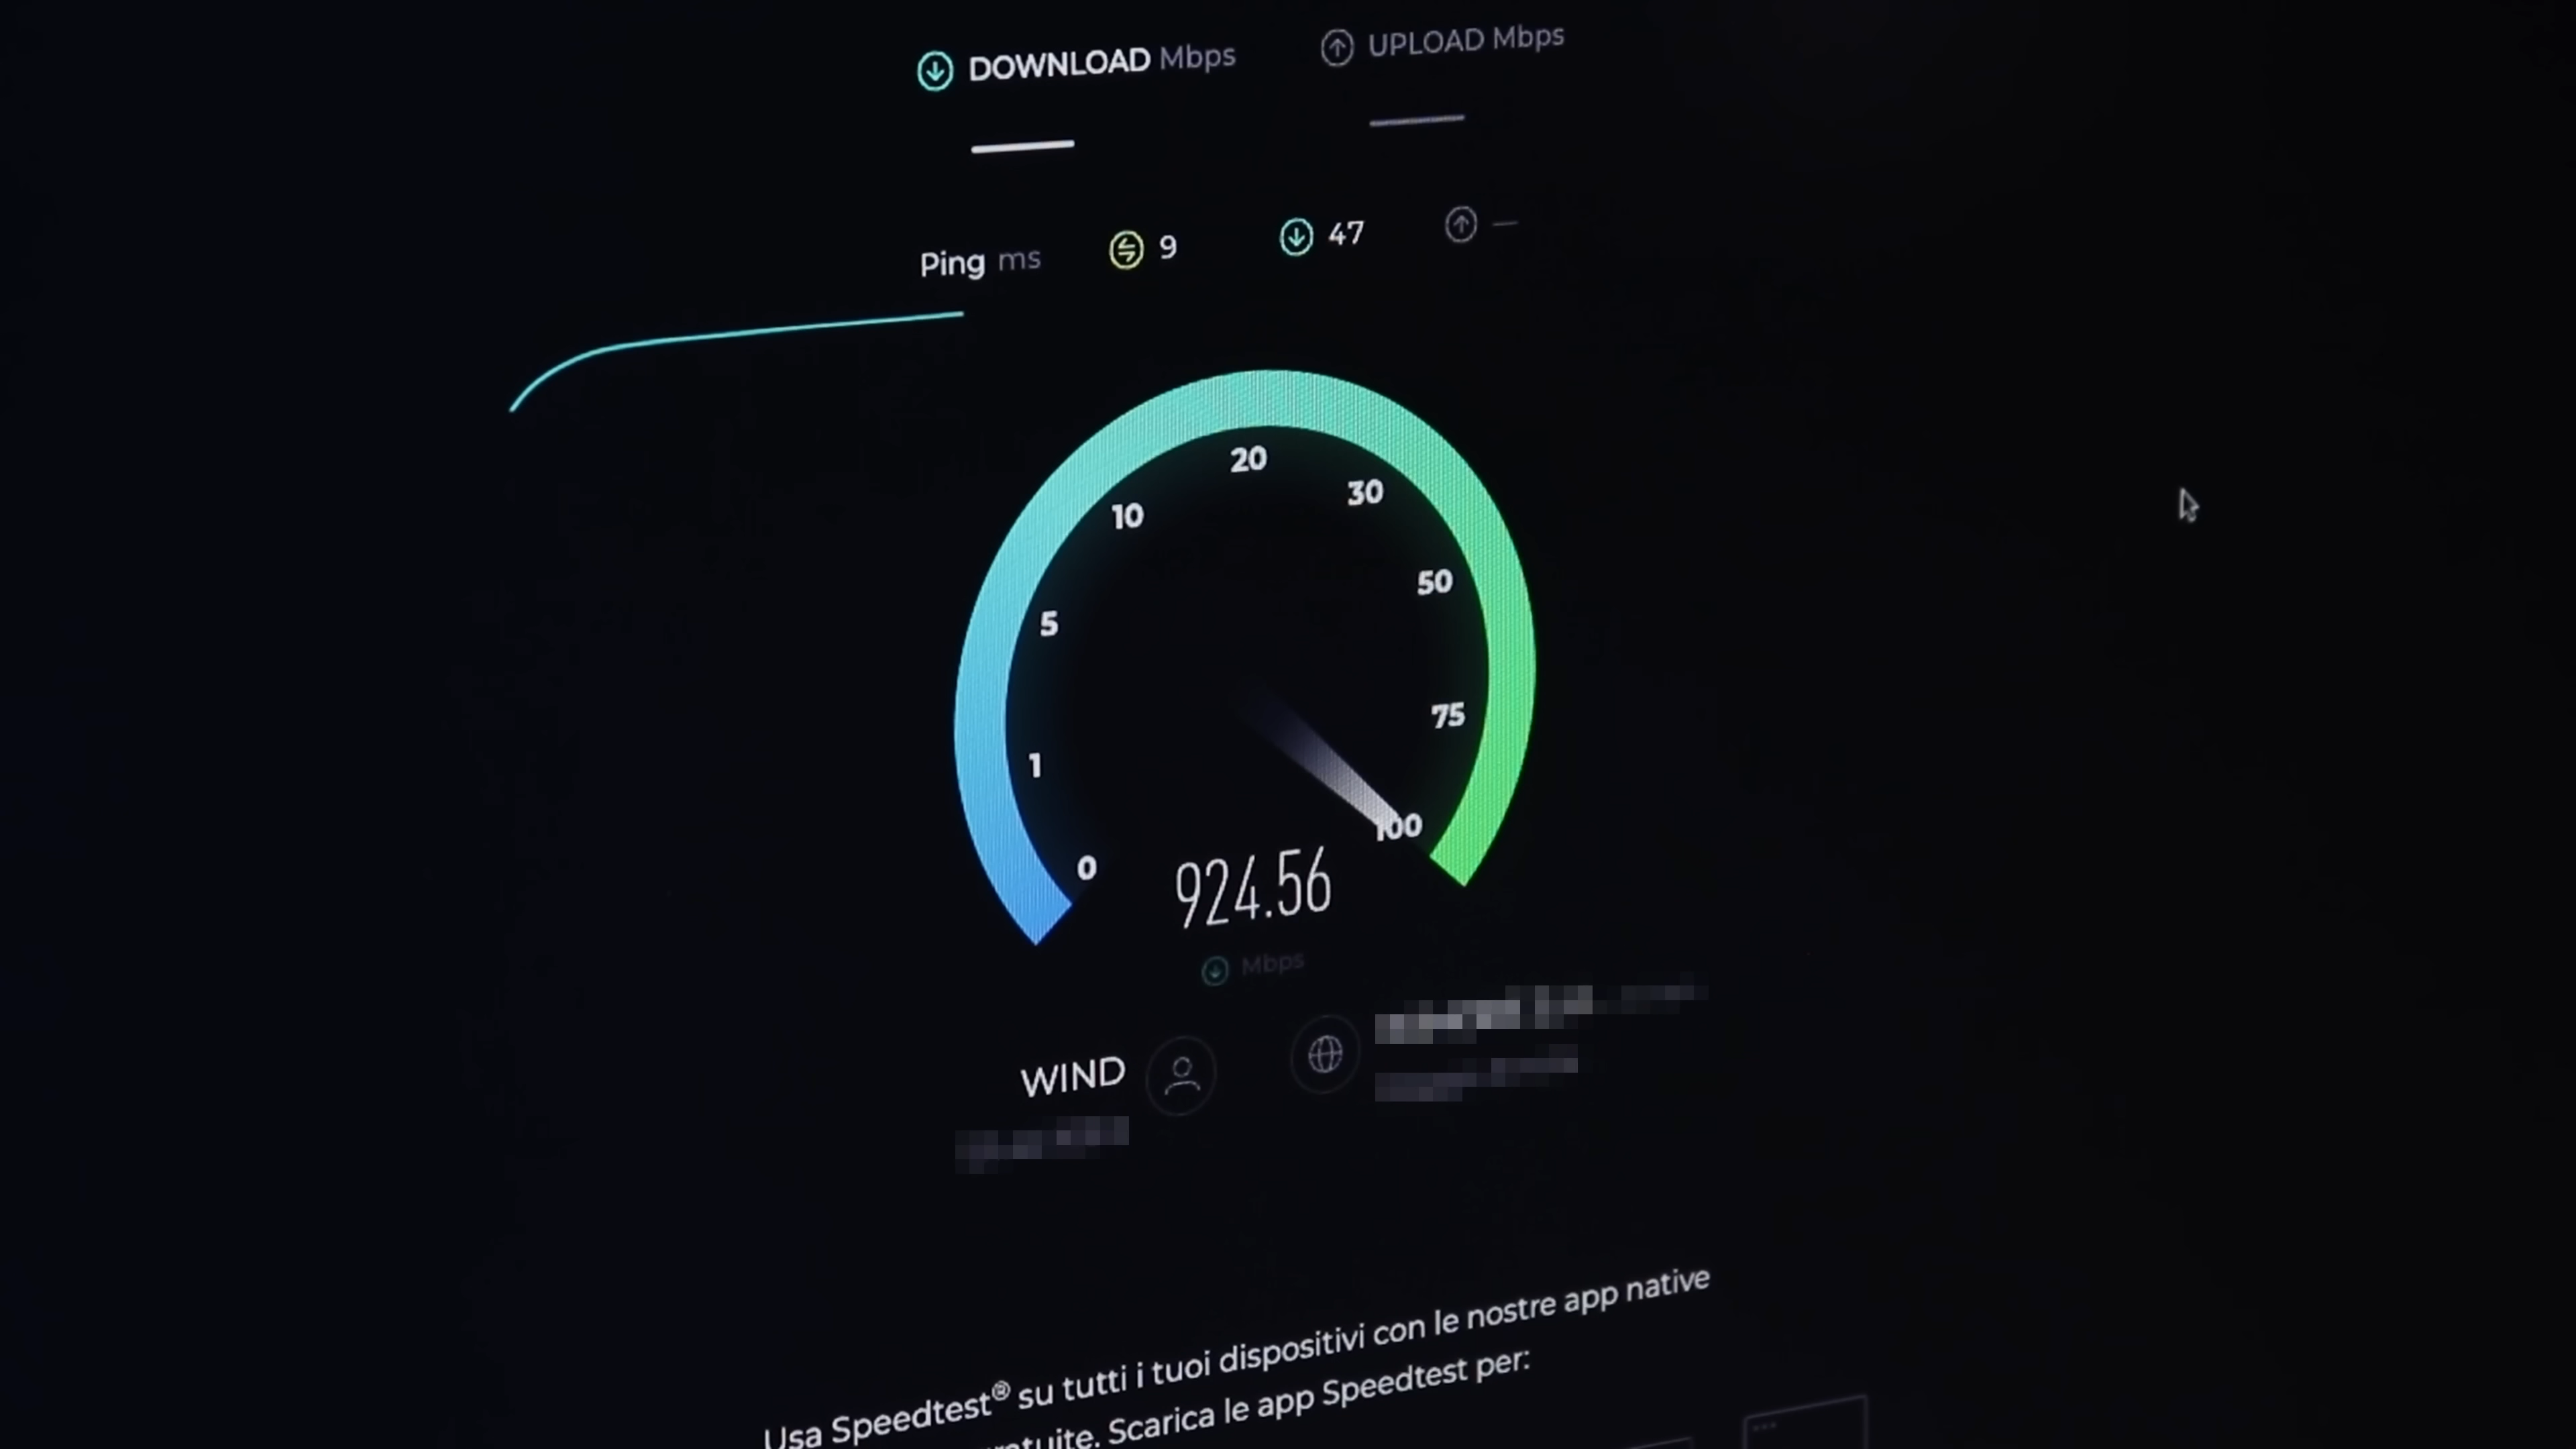 DOWNLOAD Mbps
UPLOAD Mbps
Ping ms 9 47 —
0
1
5
10
20
30
50
75
100
924.56
Mbps
WIND
Usa Speedtest® su tutti i tuoi dispositivi con le nostre app native
Scarica le app Speedtest per: